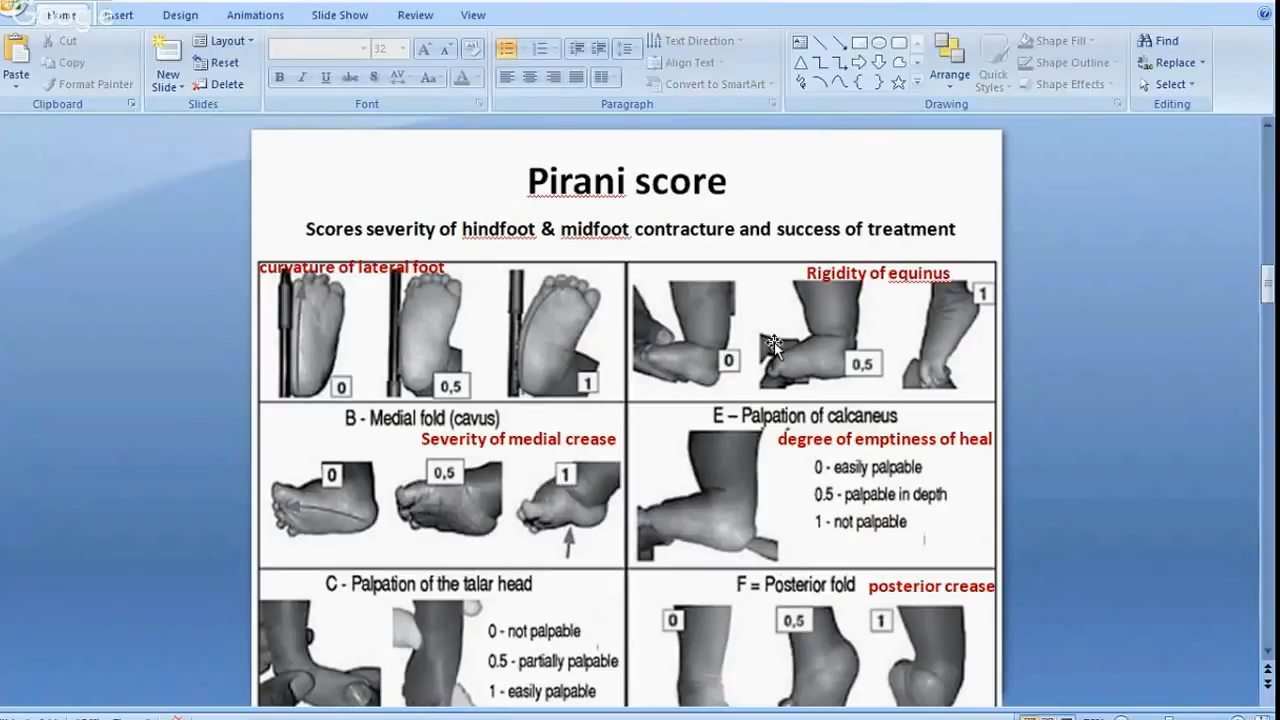 Home Insert Design Animations Slide Show Review View
Paste
Cut
Copy
Format Painter
Clipboard
New
Slide
Layout
Reset
Delete
Slides
32
B I U abc S AV Aa A
Font
Text Direction
Align Text
Convert to SmartArt
Paragraph
Arrange
Quick
Styles
Shape Fill
Shape Outline
Shape Effects
Drawing
Find
Replace
Select
Editing
Pirani score
Scores severity of hindfoot & midfoot contracture and success of treatment
curvature of lateral foot
0 0,5 1
Rigidity of equinus
0 0,5 1
B - Medial fold (cavus)
Severity of medial crease
0 0,5 1
E – Palpation of calcaneus
degree of emptiness of heal
0 - easily palpable
0.5 - palpable in depth
1 - not palpable
C - Palpation of the talar head
0 - not palpable
0.5 - partially palpable
1 - easily palpable
F = Posterior fold posterior crease
0 0,5 1